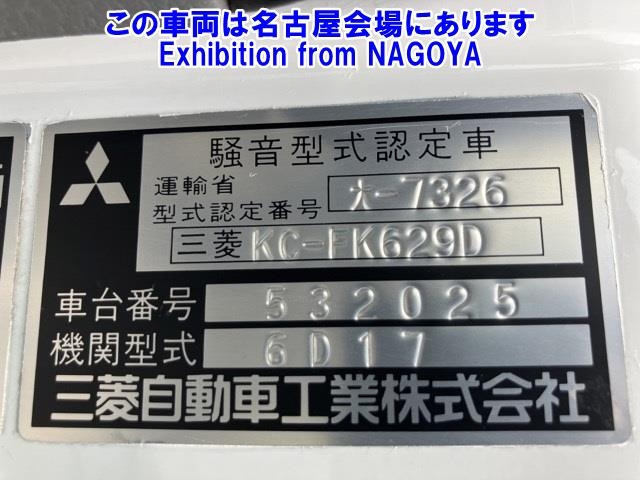 この車両は名古屋会場にあります
Exhibition from NAGOYA
騒音型式認定車
運輸省
型式認定番号 大-7326
三菱 KC-FK629D
車台番号 532025
機関型式 6D17
三菱自動車工業株式会社